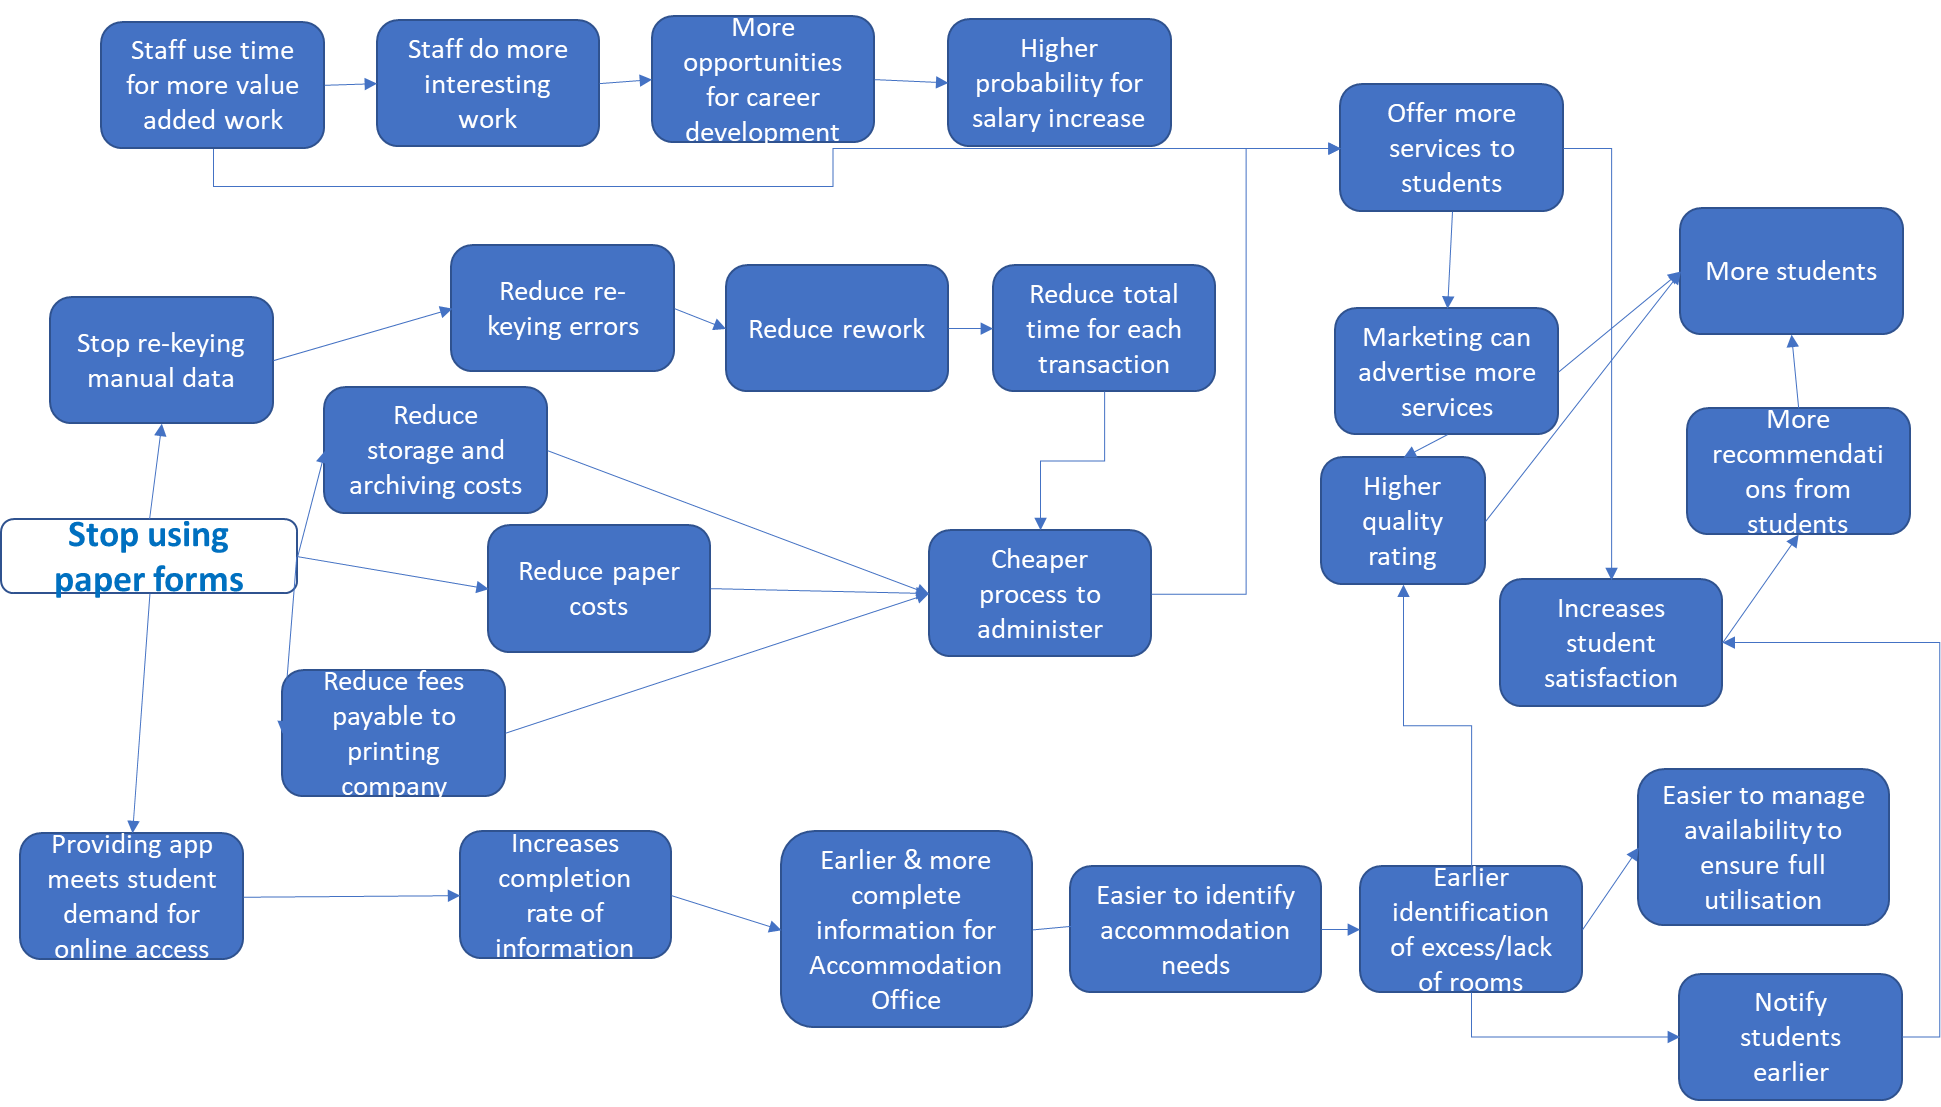 Staff use time
for more value
added work
Staff do more
interesting
work
More
opportunities
for career
development
Higher
probability for
salary increase
Offer more
services to
students
More students
Reduce re-
keying errors
Reduce rework
Reduce total
time for each
transaction
Stop re-keying
manual data
Marketing can
advertise more
services
Reduce
storage and
archiving costs
More
recommendati
ons from
students
Higher
quality
rating
Stop using
paper forms
Reduce paper
costs
Cheaper
process to
administer
Increases
student
satisfaction
Reduce fees
payable to
printing
company
Easier to manage
availability to
ensure full
utilisation
Providing app
meets student
demand for
online access
Increases
completion
rate of
information
Earlier & more
complete
information for
Accommodation
Office
Easier to identify
accommodation
needs
Earlier
identification
of excess/lack
of rooms
Notify
students
earlier